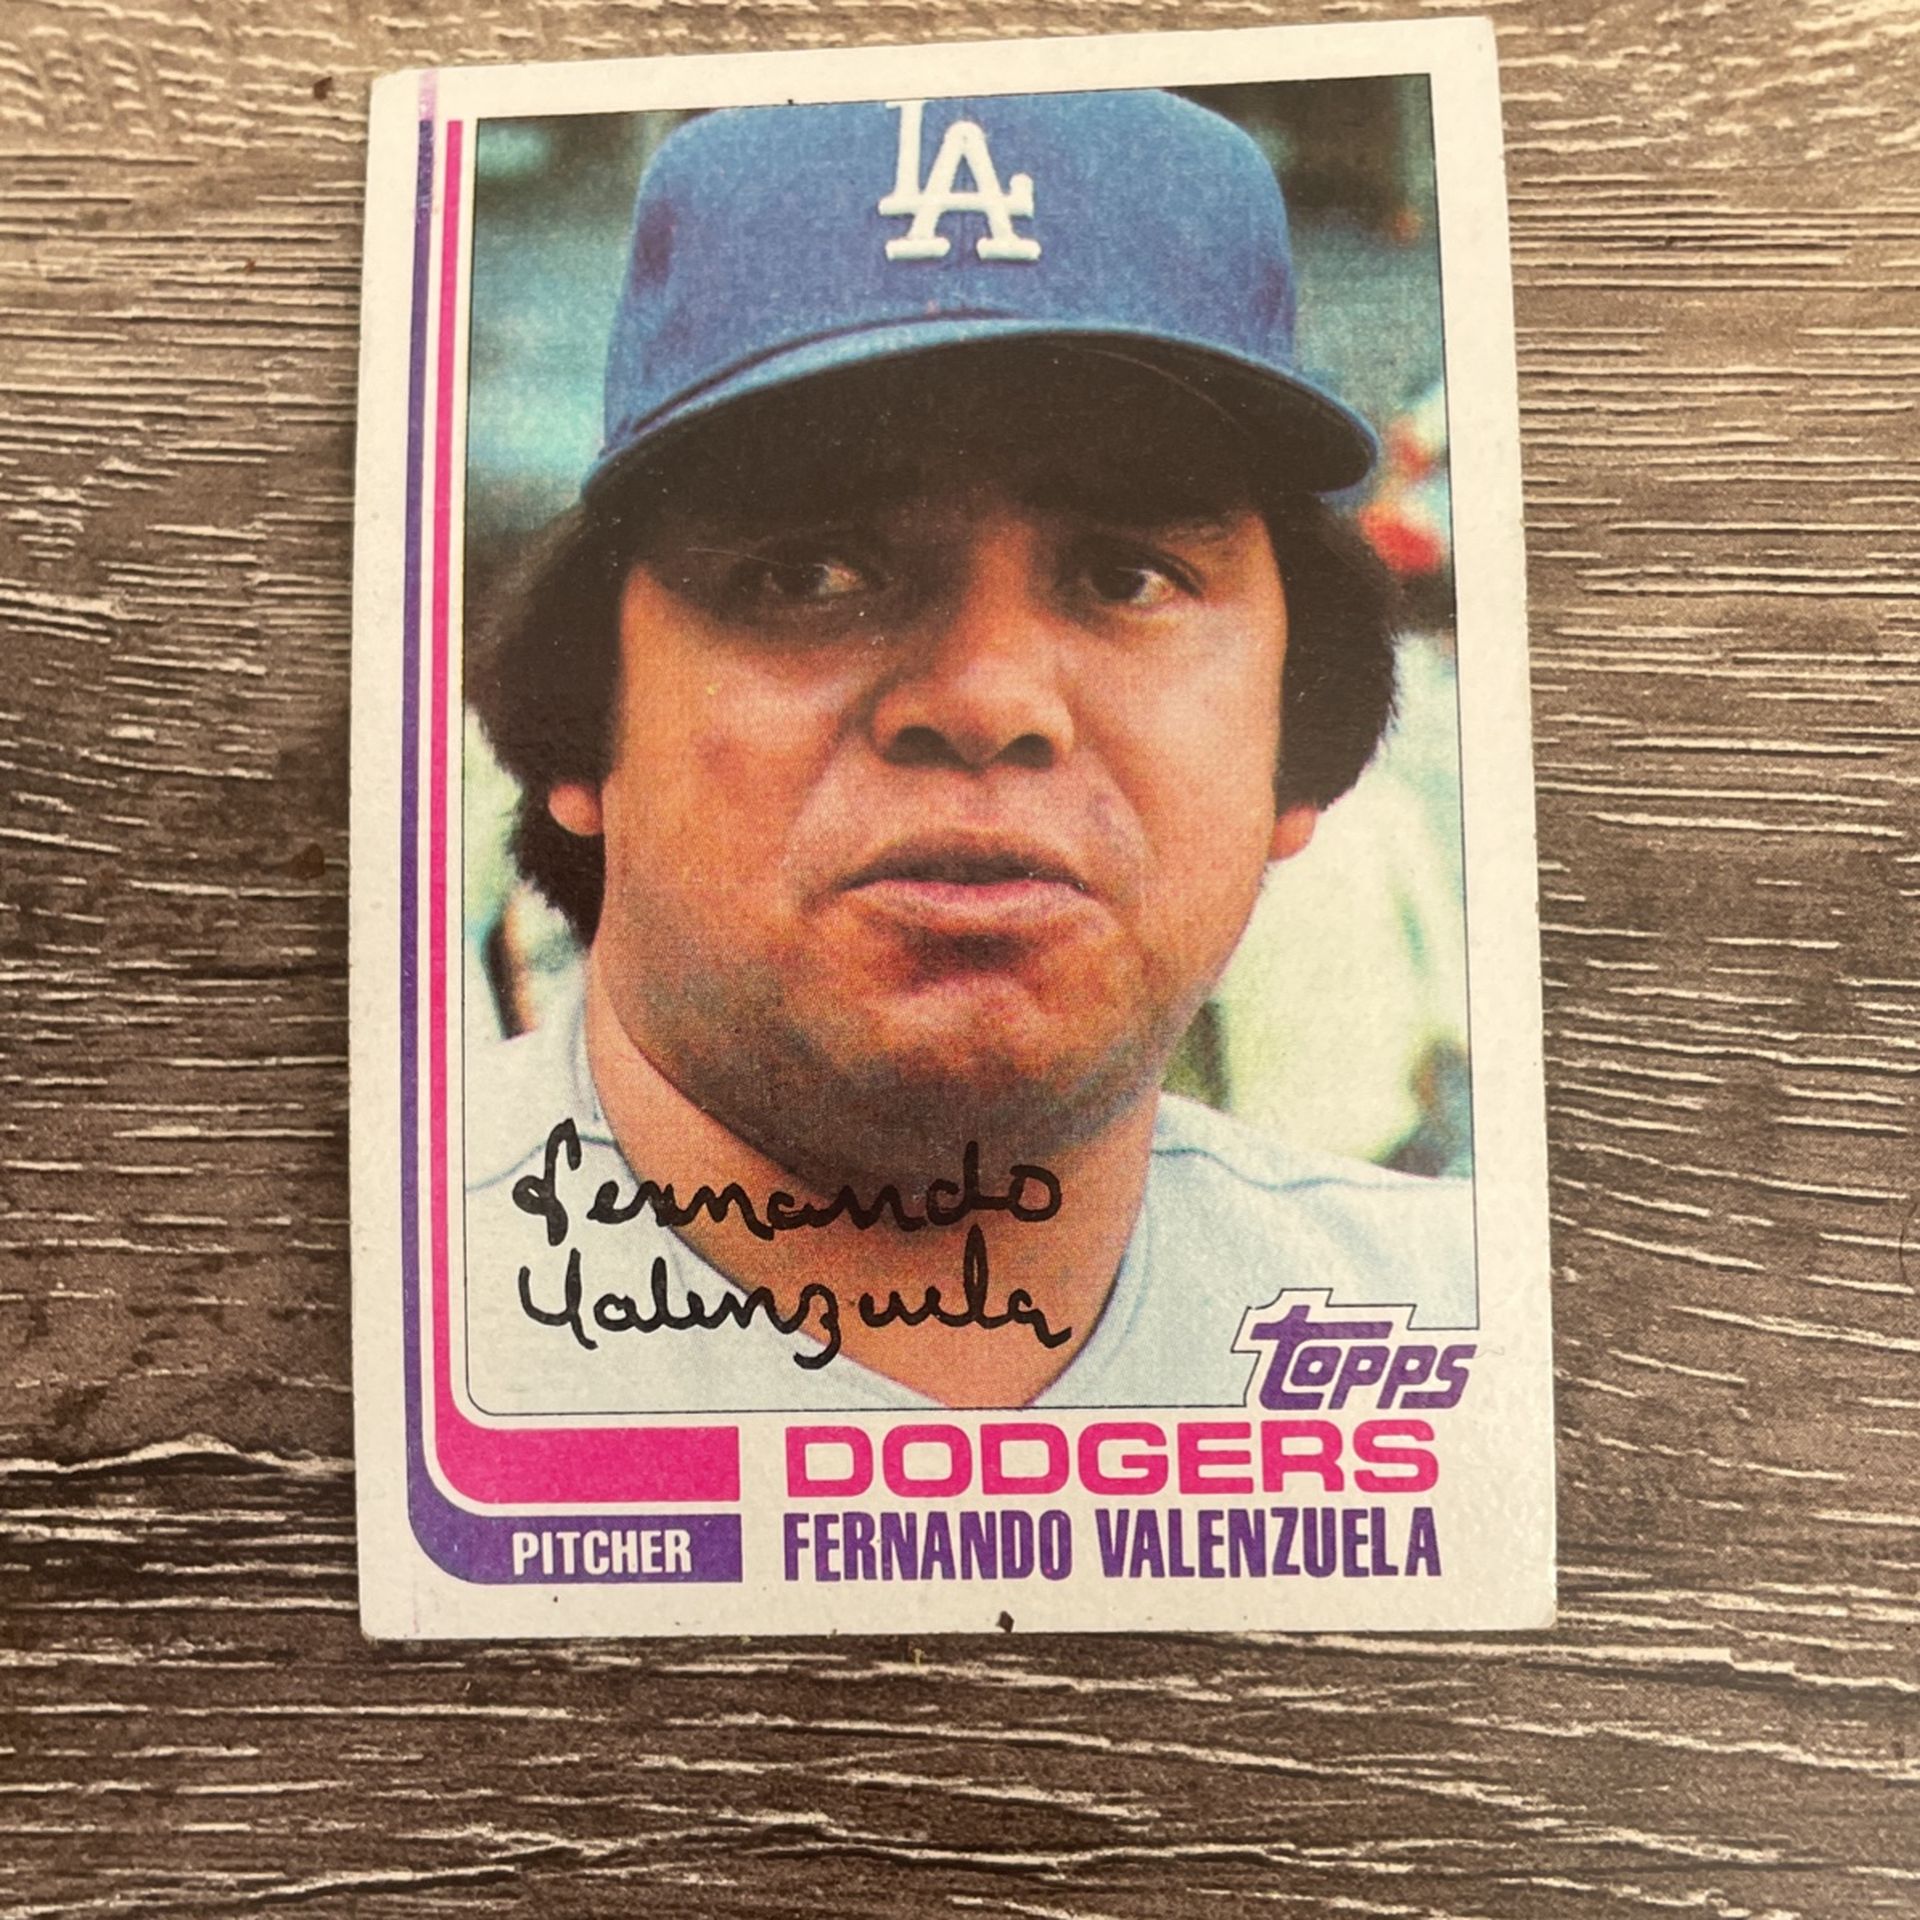 LA
Fernando
Valenzuela
topps
DODGERS
PITCHER
FERNANDO VALENZUELA